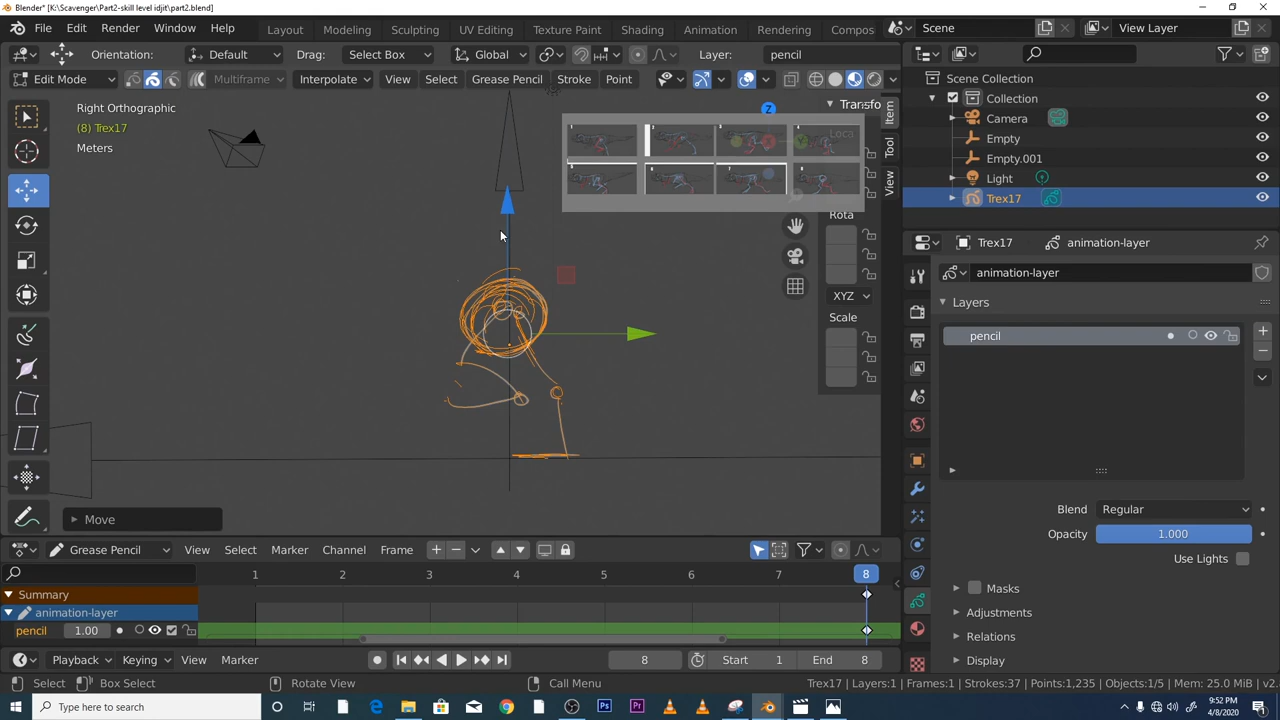 Blender* [K:\Scavenger\Part2-skill level idjit\part2.blend]
File Edit Render Window Help Layout Modeling Sculpting UV Editing Texture Paint Shading Animation Rendering Compos
Scene View Layer
Orientation: Default Drag: Select Box Global Layer: pencil
Edit Mode Multiframe Interpolate View Select Grease Pencil Stroke Point
Right Orthographic
(8) Trex17
Meters
Z
Transfo
Loca
Rota
XYZ
Scale
Item
Tool
View
Move
Scene Collection
Collection
Camera
Empty
Empty.001
Light
Trex17
Trex17 animation-layer
animation-layer
Layers
pencil
Blend Regular
Opacity 1.000
Use Lights
Masks
Adjustments
Relations
Display
Grease Pencil View Select Marker Channel Frame
1 2 3 4 5 6 7 8
Summary
animation-layer
pencil 1.00
Playback Keying View Marker 8 Start 1 End 8
Select Box Select Rotate View Call Menu Trex17 | Layers:1 | Frames:1 | Strokes:37 | Points:1,235 | Objects:1/5 | Mem: 25.0 MiB | v2.
Type here to search
9:52 PM
4/8/2020